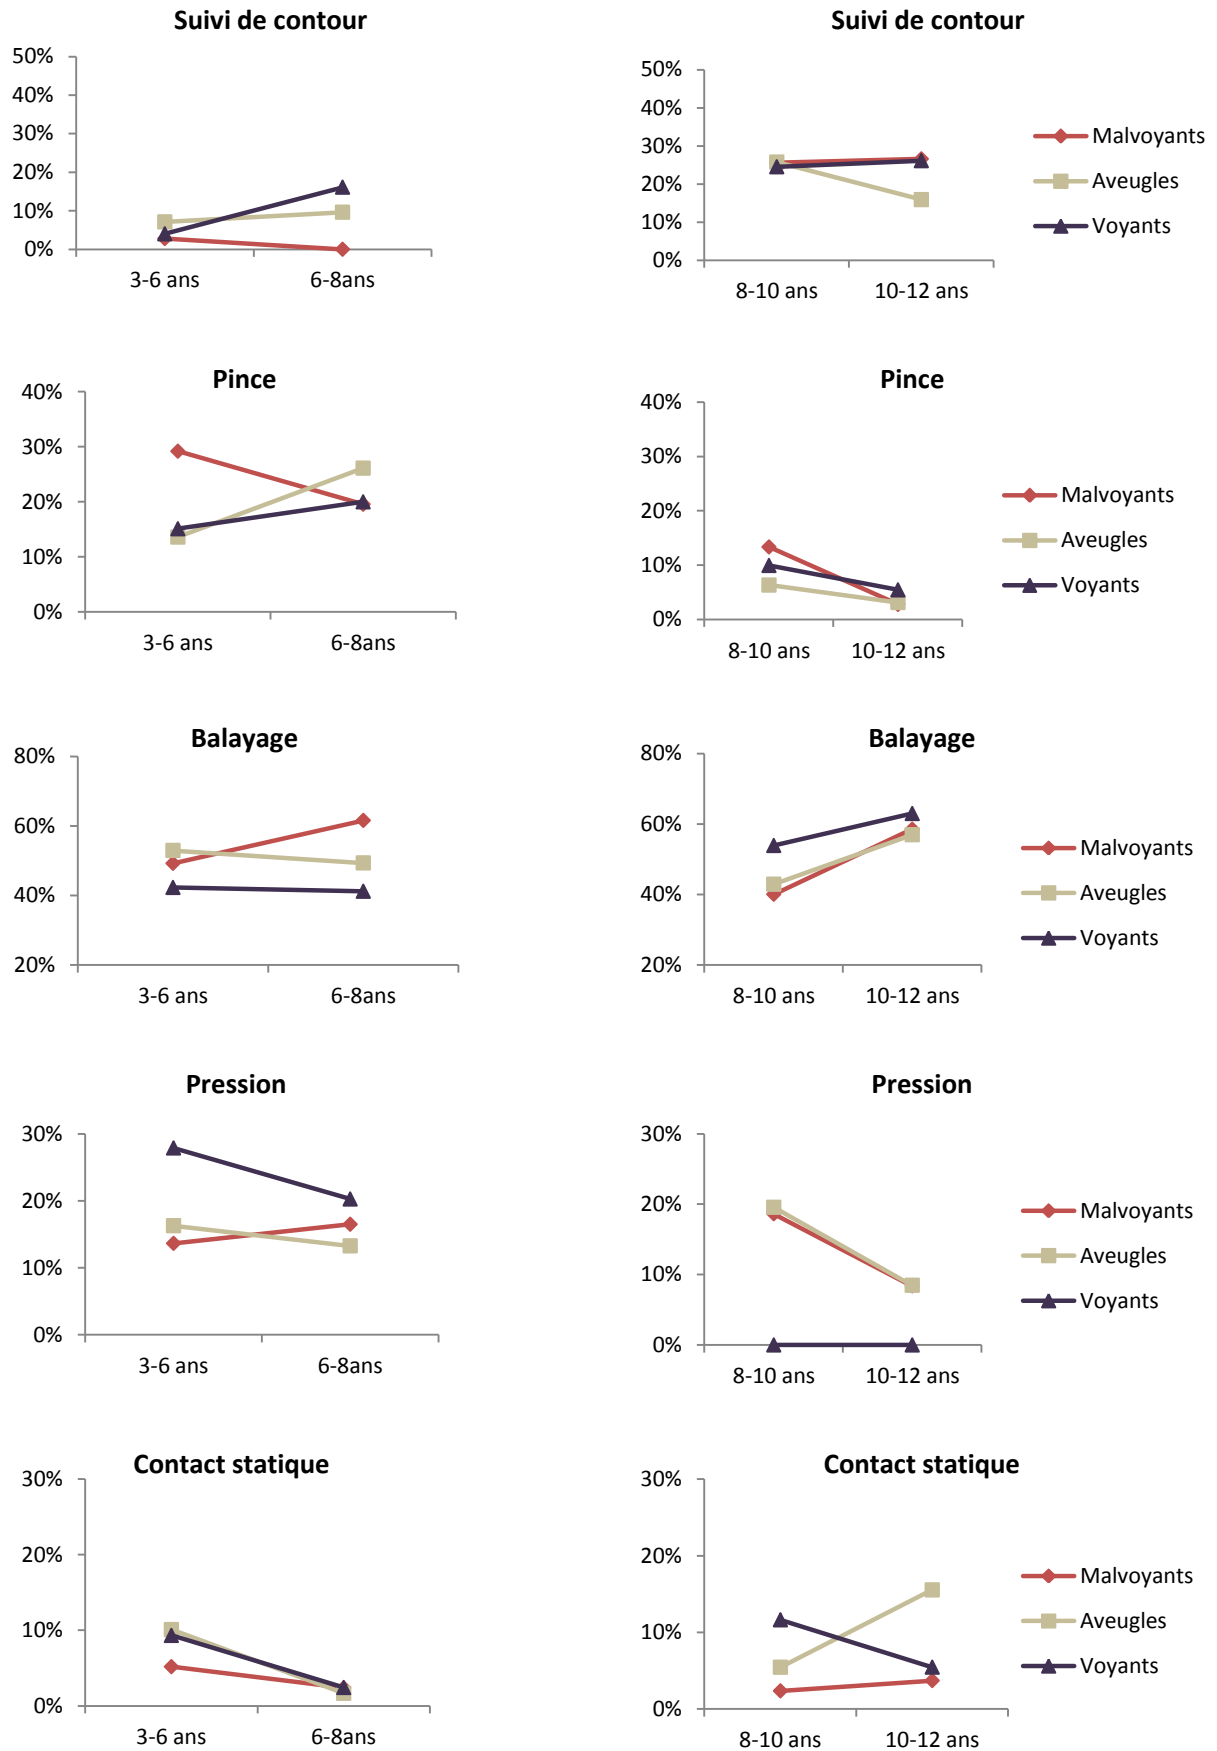 Suivi de contour
50%
40%
30%
20%
10%
0%
3-6 ans
6-8ans
Suivi de contour
50%
40%
30%
20%
10%
0%
8-10 ans
10-12 ans
Malvoyants
Aveugles
Voyants
Pince
40%
30%
20%
10%
0%
3-6 ans
6-8ans
Pince
40%
30%
20%
10%
0%
8-10 ans
10-12 ans
Malvoyants
Aveugles
Voyants
Balayage
80%
60%
40%
20%
3-6 ans
6-8ans
Balayage
80%
60%
40%
20%
8-10 ans
10-12 ans
Malvoyants
Aveugles
Voyants
Pression
30%
20%
10%
0%
3-6 ans
6-8ans
Pression
30%
20%
10%
0%
8-10 ans
10-12 ans
Malvoyants
Aveugles
Voyants
Contact statique
30%
20%
10%
0%
3-6 ans
6-8ans
Contact statique
30%
20%
10%
0%
8-10 ans
10-12 ans
Malvoyants
Aveugles
Voyants